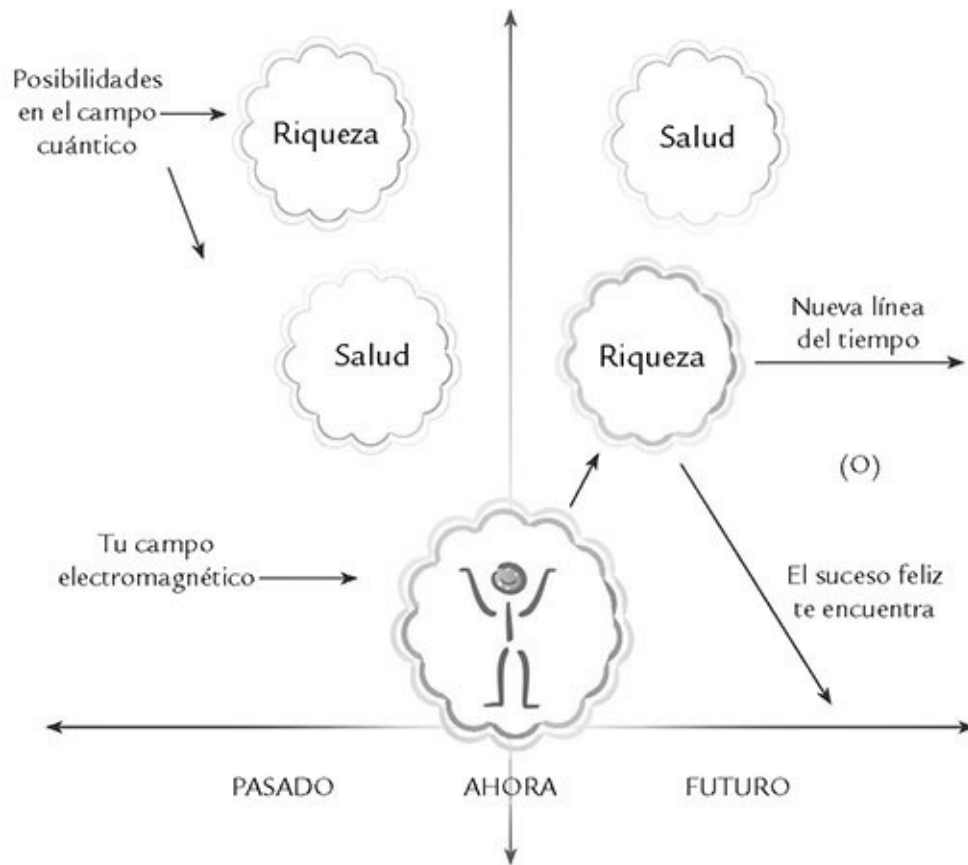 Posibilidades
en el campo
cuántico
Riqueza
Salud
Salud
Riqueza
Nueva línea
del tiempo
(O)
Tu campo
electromagnético
El suceso feliz
te encuentra
PASADO
AHORA
FUTURO